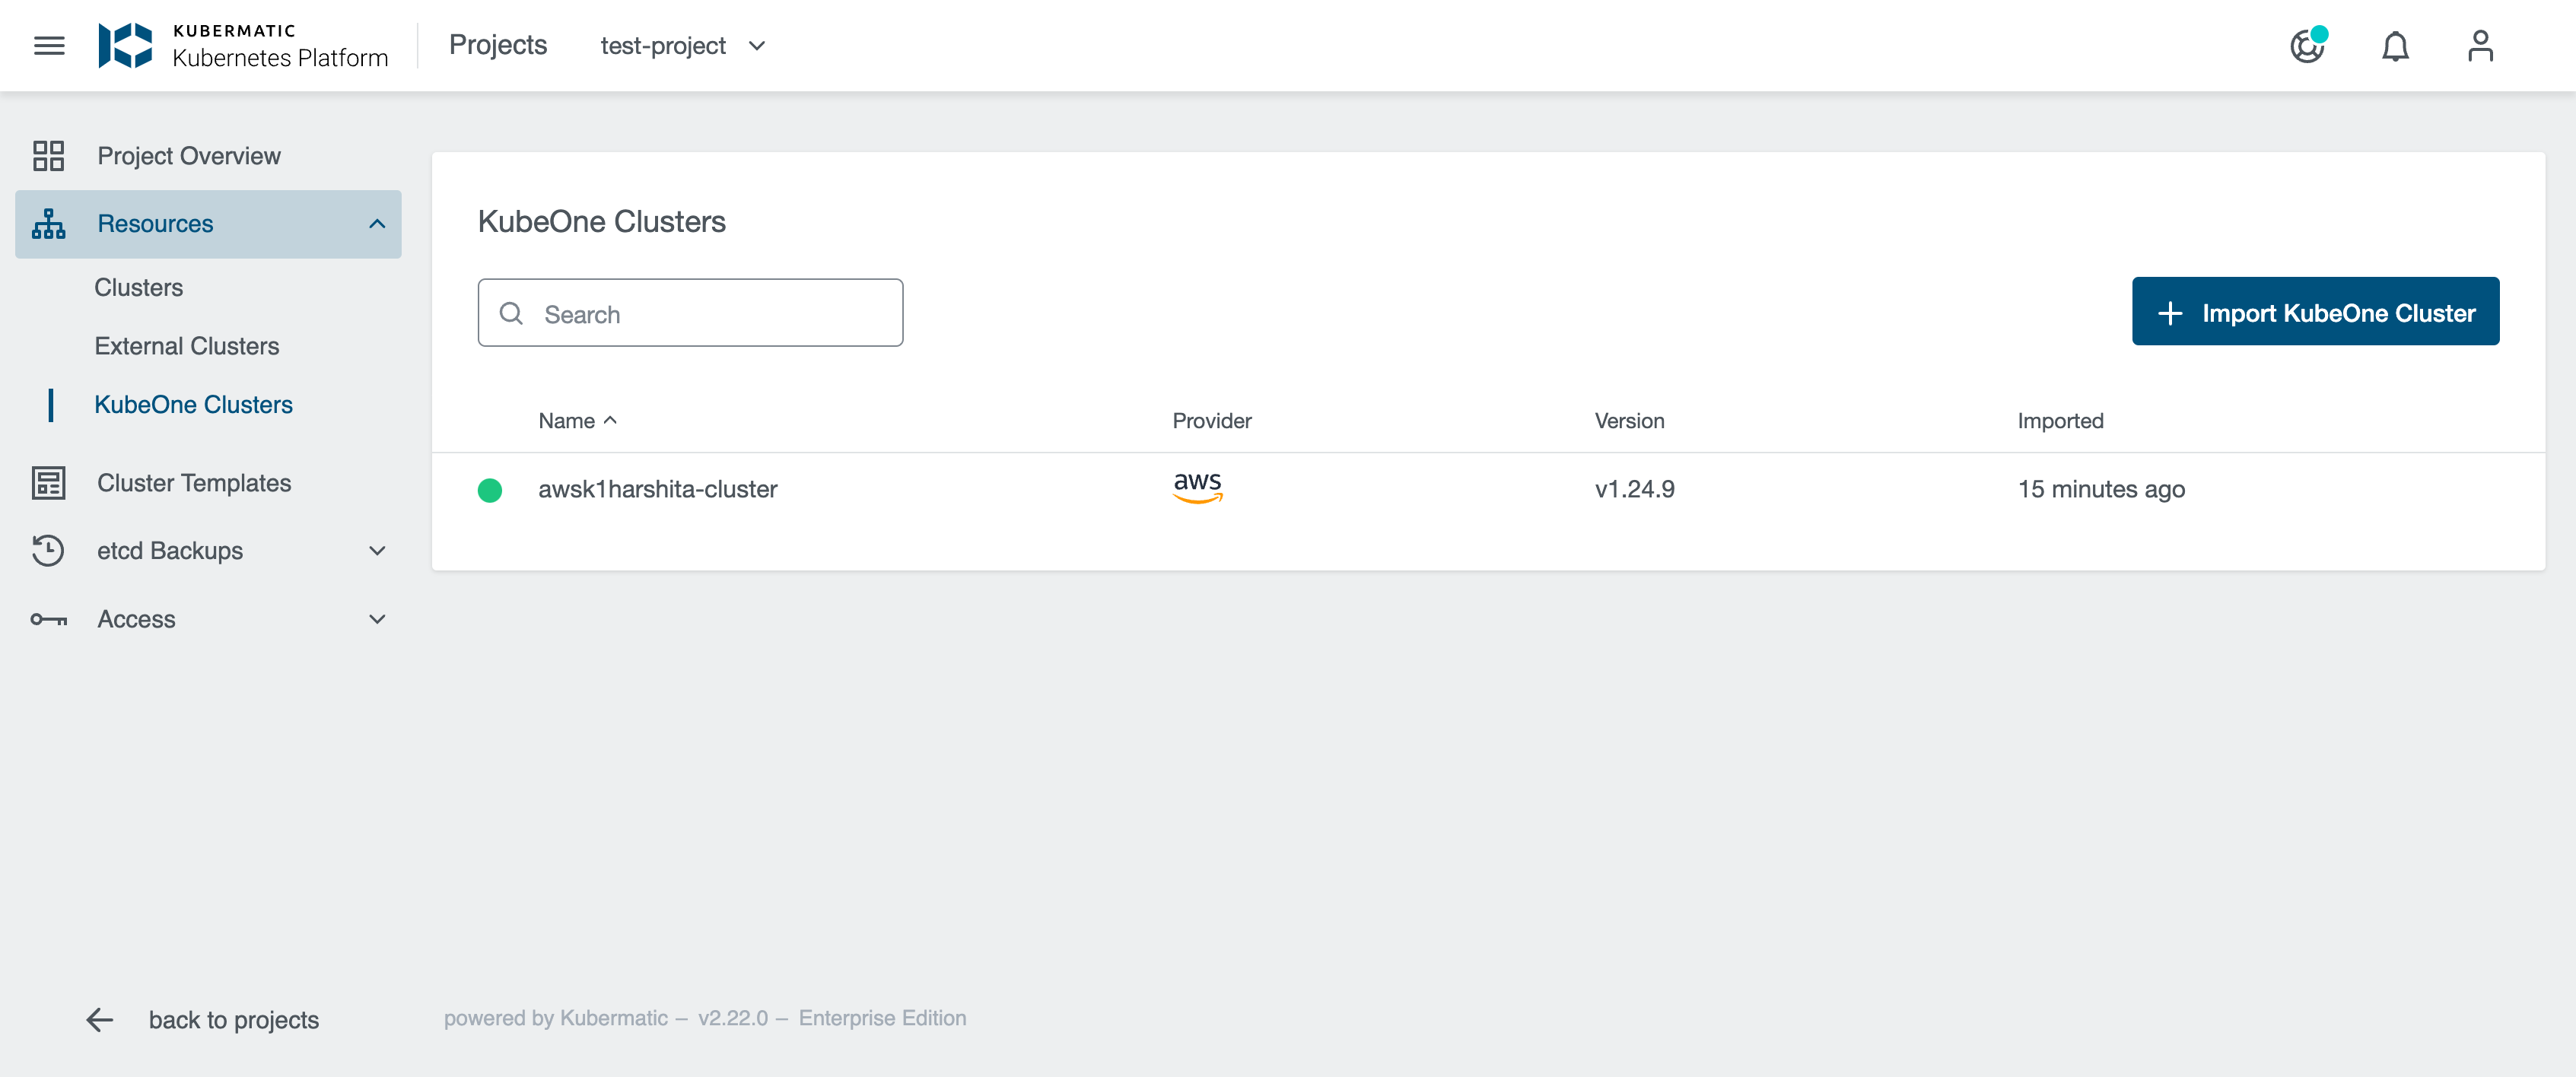 KUBERMATIC
Kubernetes Platform
Projects
test-project
Project Overview
Resources
Clusters
External Clusters
KubeOne Clusters
Cluster Templates
etcd Backups
Access
back to projects
KubeOne Clusters
Search
Import KubeOne Cluster
Name Provider Version Imported
awsk1harshita-cluster aws v1.24.9 15 minutes ago
powered by Kubermatic – v2.22.0 – Enterprise Edition